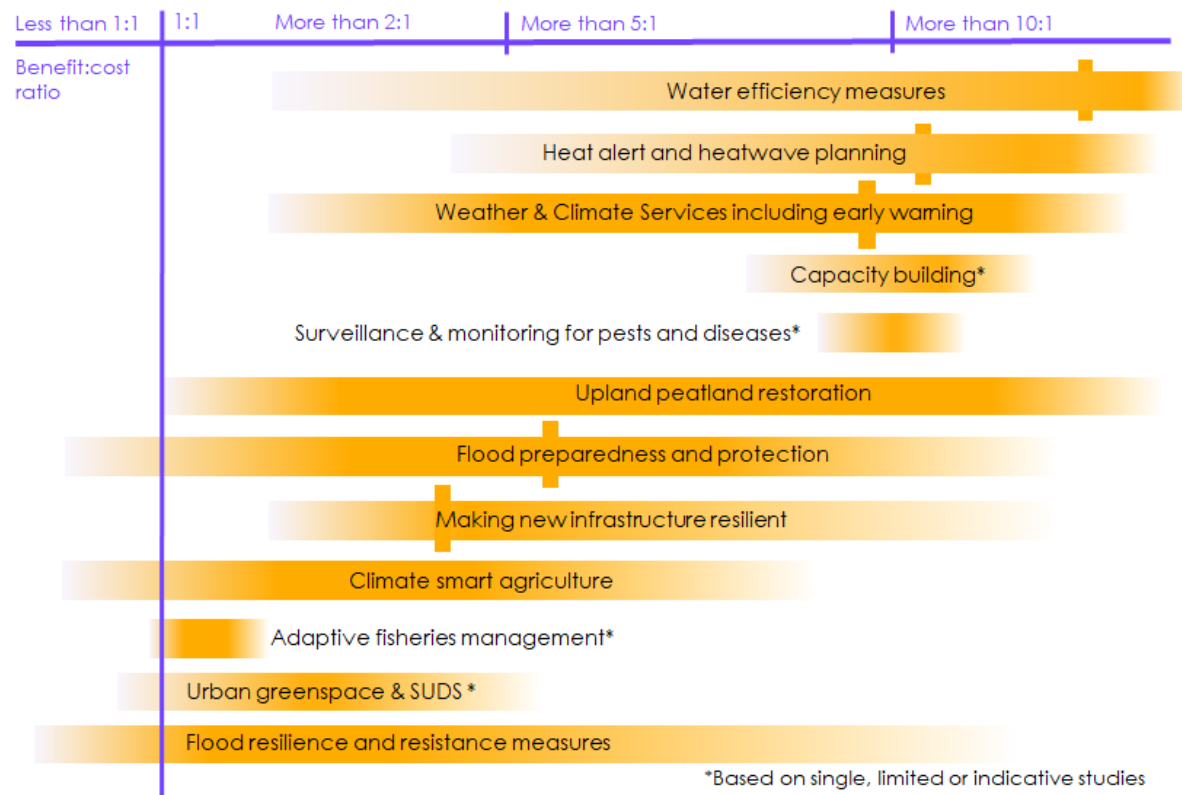 Less than 1:1
1:1
More than 2:1
More than 5:1
More than 10:1
Benefit:cost
ratio
Water efficiency measures
Heat alert and heatwave planning
Weather & Climate Services including early warning
Capacity building*
Surveillance & monitoring for pests and diseases*
Upland peatland restoration
Flood preparedness and protection
Making new infrastructure resilient
Climate smart agriculture
Adaptive fisheries management*
Urban greenspace & SUDS *
Flood resilience and resistance measures
*Based on single, limited or indicative studies